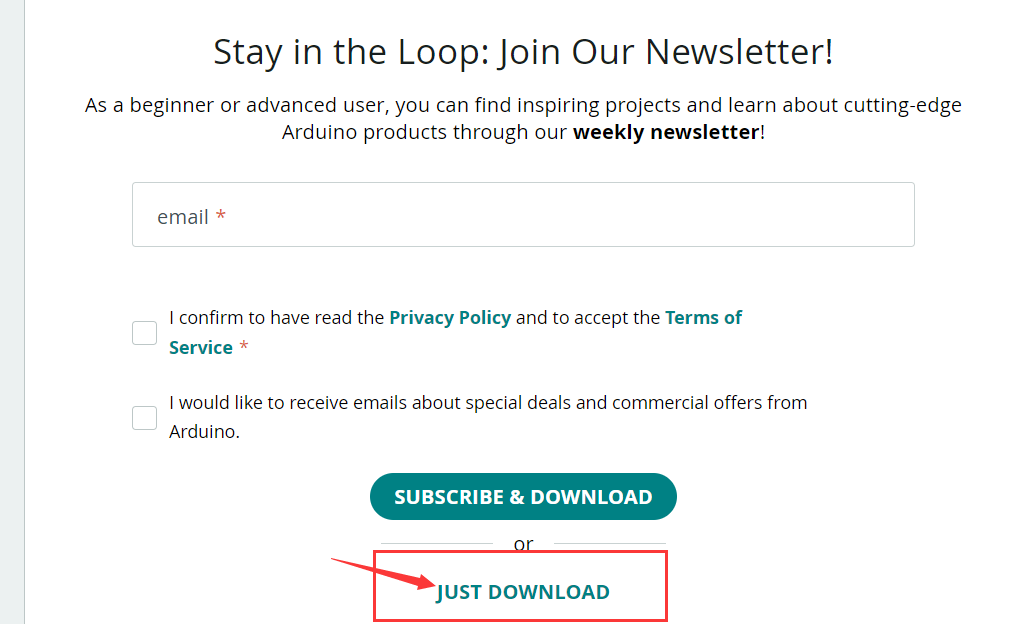 Stay in the Loop: Join Our Newsletter!
As a beginner or advanced user, you can find inspiring projects and learn about cutting-edge
Arduino products through our weekly newsletter!
email *
I confirm to have read the Privacy Policy and to accept the Terms of
Service *
I would like to receive emails about special deals and commercial offers from
Arduino.
SUBSCRIBE & DOWNLOAD
or
JUST DOWNLOAD